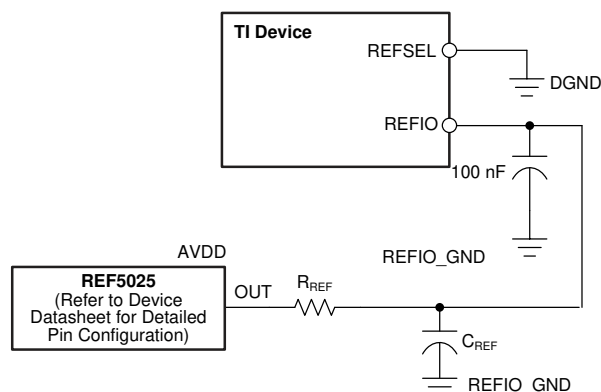 TI Device
REFSEL
DGND
REFIO
100 nF
REFIO_GND
AVDD
REF5025
(Refer to Device
Datasheet for Detailed
Pin Configuration)
OUT
RREF
CREF
REFIO_GND